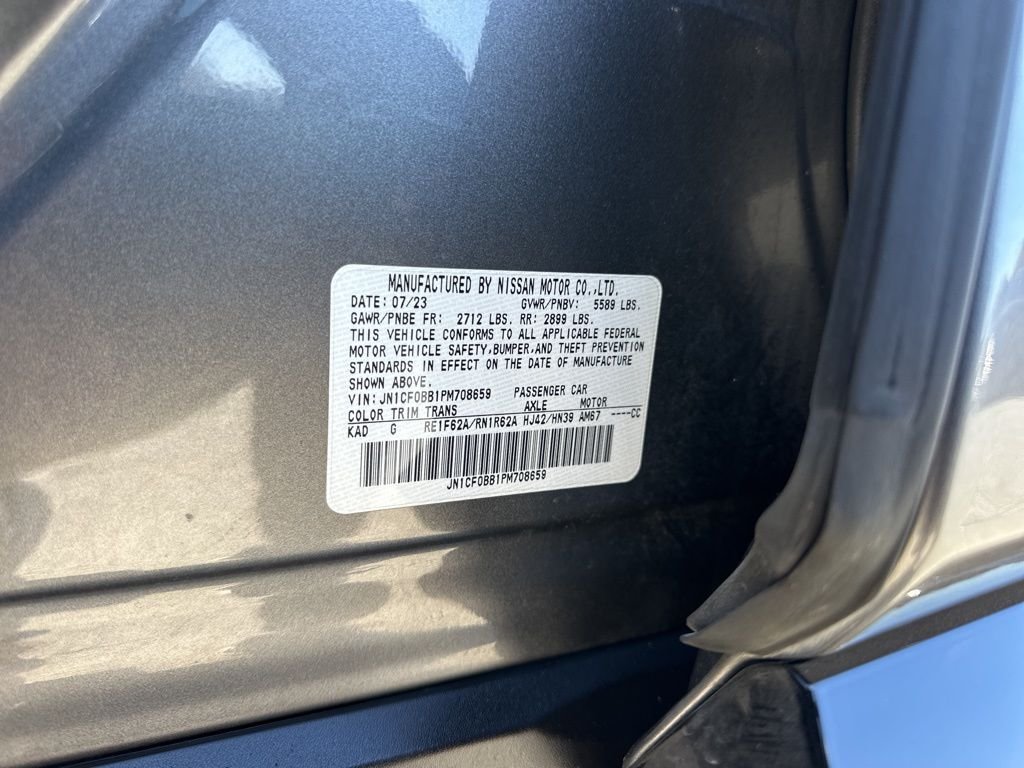 MANUFACTURED BY NISSAN MOTOR CO.,LTD.
DATE: 07/23 GVWR/PNBV: 5589 LBS.
GAWR/PNBE FR: 2712 LBS. RR: 2899 LBS.
THIS VEHICLE CONFORMS TO ALL APPLICABLE FEDERAL
MOTOR VEHICLE SAFETY,BUMPER,AND THEFT PREVENTION
STANDARDS IN EFFECT ON THE DATE OF MANUFACTURE
SHOWN ABOVE.
VIN:JN1CF0BB1PM708659 PASSENGER CAR
COLOR TRIM TRANS AXLE MOTOR
KAD G RE1F62A/RN1R62A HJ42/HN39 AM67 ----CC
JN1CF0BB1PM708659